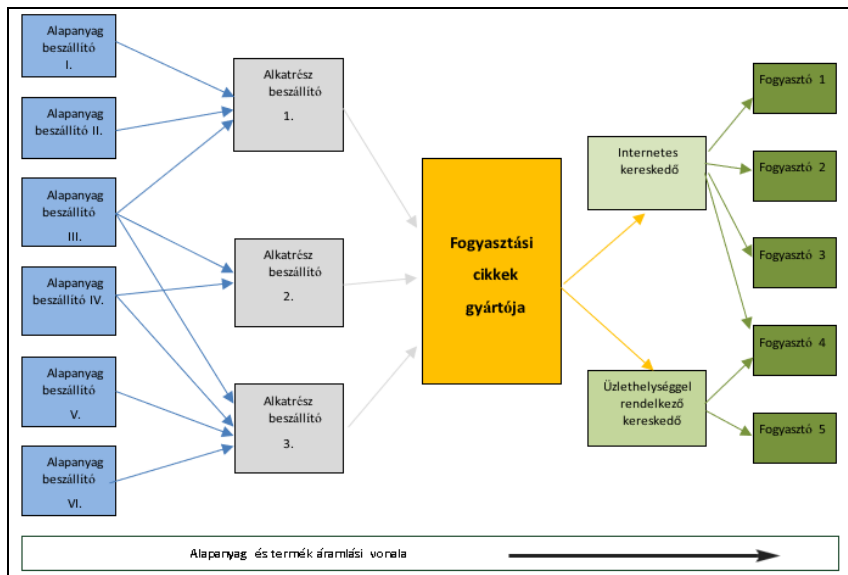 Alapanyag
beszállító
I.
Alapanyag
beszállító II.
Alapanyag
beszállító
III.
Alapanyag
beszállító IV.
Alapanyag
beszállító
V.
Alapanyag
beszállító
VI.
Alkatrész
beszállító
1.
Alkatrész
beszállító
2.
Alkatrész
beszállító
3.
Fogyasztási
cikkek
gyártója
Internetes
kereskedő
Üzlethelységgel
rendelkező
kereskedő
Fogyasztó 1
Fogyasztó 2
Fogyasztó 3
Fogyasztó 4
Fogyasztó 5
Alapanyag és termék áramlási vonala